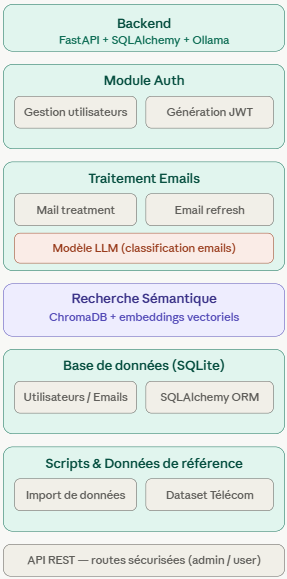 Backend
FastAPI + SQLAlchemy + Ollama
Module Auth
Gestion utilisateurs
Génération JWT
Traitement Emails
Mail treatment
Email refresh
Modèle LLM (classification emails)
Recherche Sémantique
ChromaDB + embeddings vectoriels
Base de données (SQLite)
Utilisateurs / Emails
SQLAlchemy ORM
Scripts & Données de référence
Import de données
Dataset Télécom
API REST — routes sécurisées (admin / user)